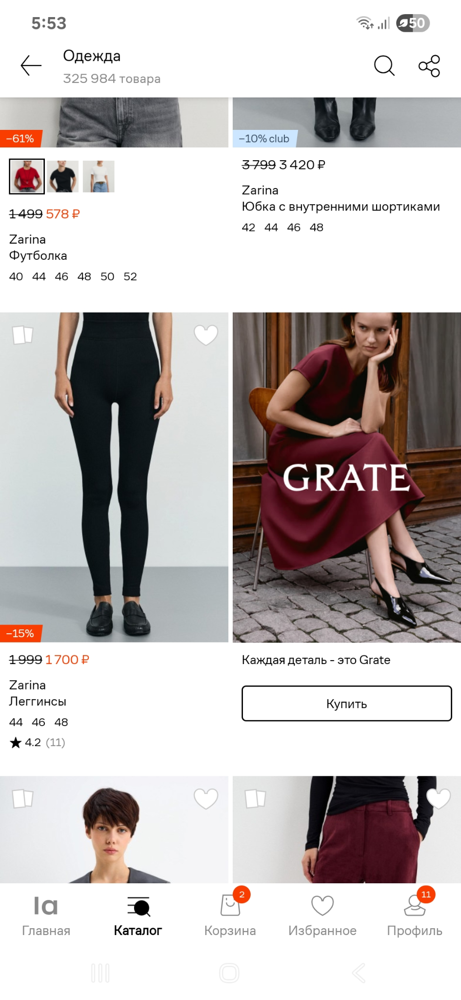 5:53
50
Одежда
325 984 товара
−61%
1 499 578 ₽
Zarina
Футболка
40 44 46 48 50 52
−10% club
3 799 3 420 ₽
Zarina
Юбка с внутренними шортиками
42 44 46 48
−15%
1 999 1 700 ₽
Zarina
Леггинсы
44 46 48
4.2 (11)
GRATE
Каждая деталь - это Grate
Купить
la
2
11
Главная
Каталог
Корзина
Избранное
Профиль